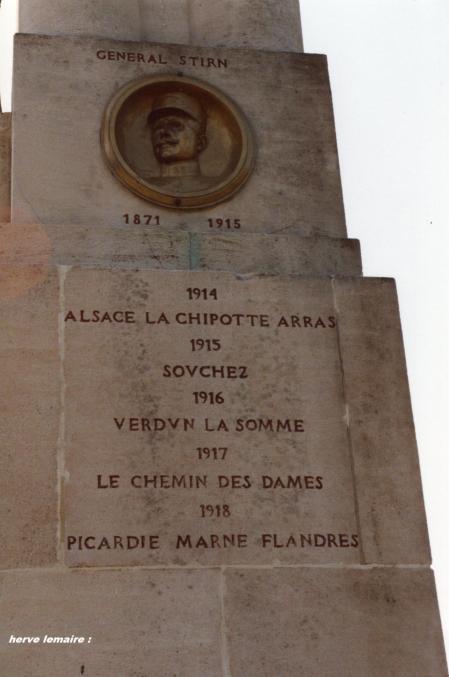 GENERAL STIRN
1871 1915
1914
ALSACE LA CHIPOTTE ARRAS
1915
SOVCHEZ
1916
VERDVN LA SOMME
1917
LE CHEMIN DES DAMES
1918
PICARDIE MARNE FLANDRES
herve lemaire :